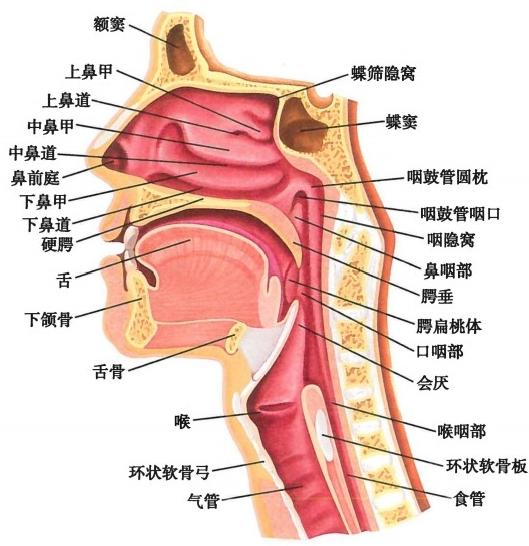 额窦
上鼻甲
上鼻道
中鼻甲
中鼻道
鼻前庭
下鼻甲
下鼻道
硬腭
舌
下颌骨
舌骨
喉
环状软骨弓
气管
蝶筛隐窝
蝶窦
咽鼓管圆枕
咽鼓管咽口
咽隐窝
鼻咽部
腭垂
腭扁桃体
口咽部
会厌
喉咽部
环状软骨板
食管